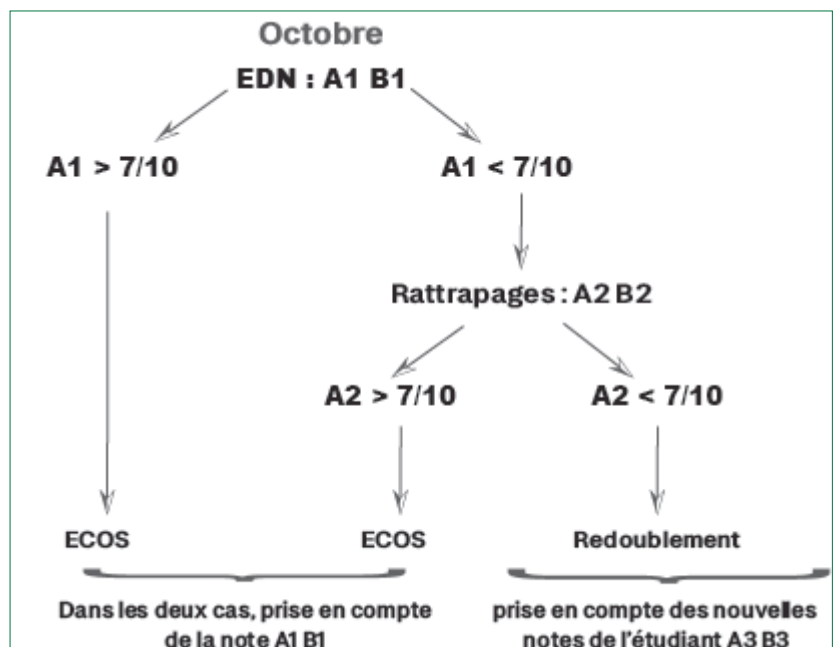 Octobre
EDN : A1 B1
A1 > 7/10
A1 < 7/10
Rattrapages : A2 B2
A2 > 7/10
A2 < 7/10
ECOS
ECOS
Redoublement
Dans les deux cas, prise en compte
de la note A1 B1
prise en compte des nouvelles
notes de l'étudiant A3 B3